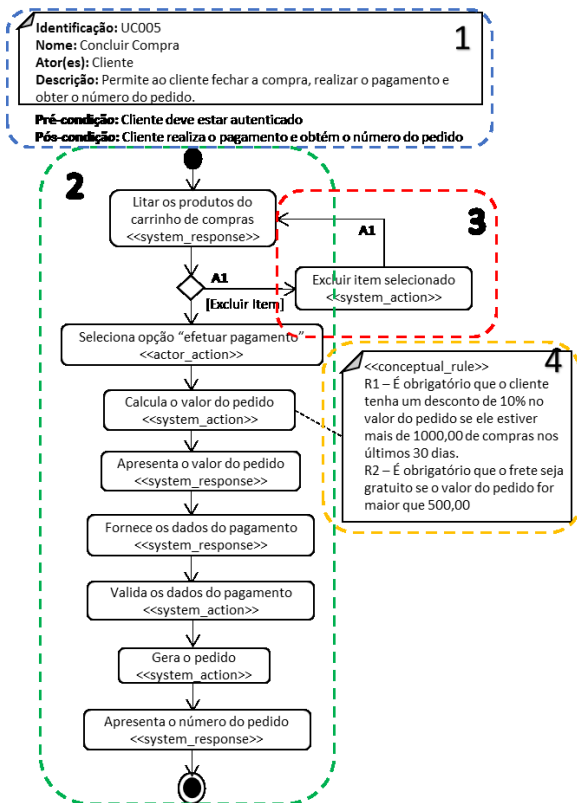 1
Identificação: UC005
Nome: Concluir Compra
Ator(es): Cliente
Descrição: Permite ao cliente fechar a compra, realizar o pagamento e
obter o número do pedido.
Pré-condição: Cliente deve estar autenticado
Pós-condição: Cliente realiza o pagamento e obtém o número do pedido
2
Litar os produtos do
carrinho de compras
<<system_response>>
3
A1
A1
[Excluir Item]
Excluir item selecionado
<<system_action>>
Seleciona opção “efetuar pagamento”
<<actor_action>>
Calcula o valor do pedido
<<system_action>>
Apresenta o valor do pedido
<<system_response>>
Fornece os dados do pagamento
<<system_response>>
Valida os dados do pagamento
<<system_action>>
Gera o pedido
<<system_action>>
Apresenta o número do pedido
<<system_response>>
4
<<conceptual_rule>>
R1 – É obrigatório que o cliente
tenha um desconto de 10% no
valor do pedido se ele estiver
mais de 1000,00 de compras nos
últimos 30 dias.
R2 – É obrigatório que o frete seja
gratuito se o valor do pedido for
maior que 500,00